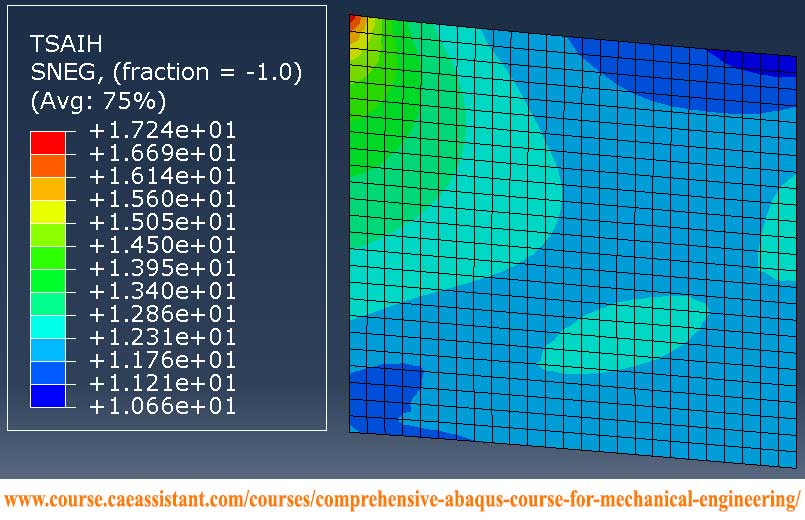 TSAIH
SNEG, (fraction = -1.0)
(Avg: 75%)
+1.724e+01
+1.669e+01
+1.614e+01
+1.560e+01
+1.505e+01
+1.450e+01
+1.395e+01
+1.340e+01
+1.286e+01
+1.231e+01
+1.176e+01
+1.121e+01
+1.066e+01
www.course.caeassistant.com/courses/comprehensive-abaqus-course-for-mechanical-engineering/